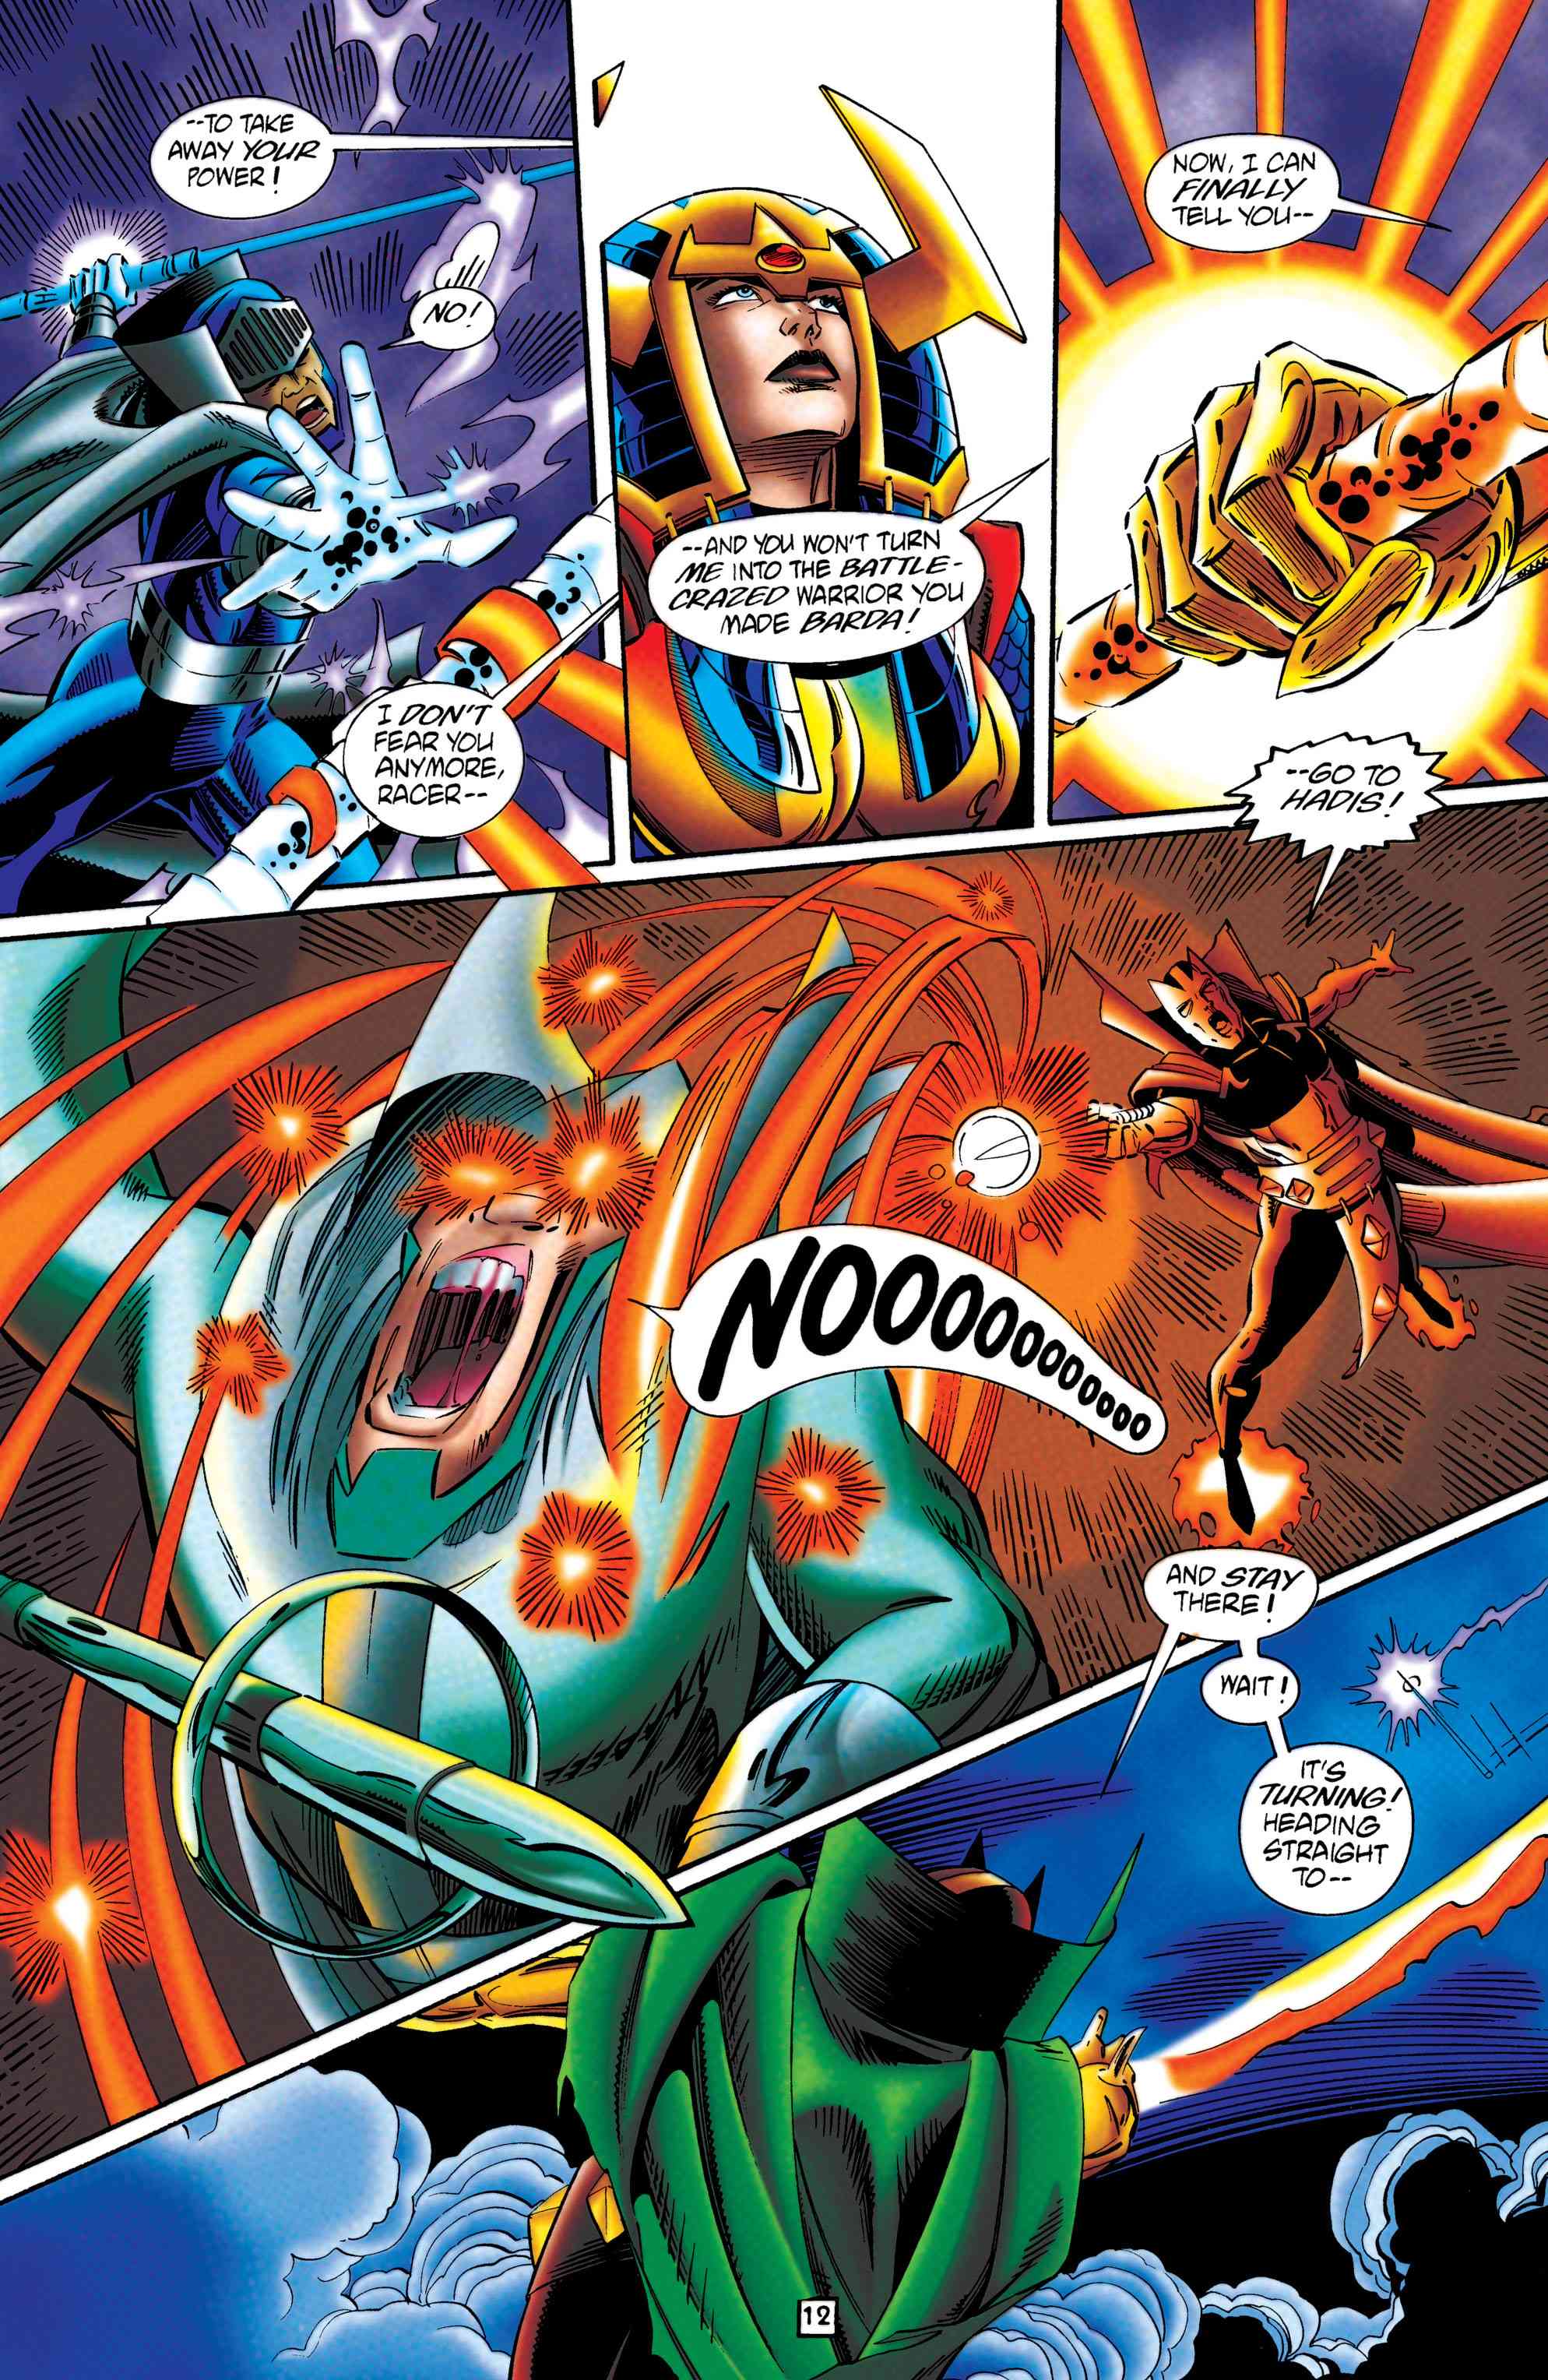 --TO TAKE
AWAY YOUR
POWER!
NO!
I DON'T
FEAR YOU
ANYMORE,
RACER--
--AND YOU WON'T TURN
ME INTO THE BATTLE-
CRAZED WARRIOR YOU
MADE BARDA!
NOW, I CAN
FINALLY
TELL YOU--
--GO TO
HADIS!
NOOOOOOOOOOOOO
AND STAY
THERE!
WAIT!
IT'S
TURNING!
HEADING
STRAIGHT
TO--
12